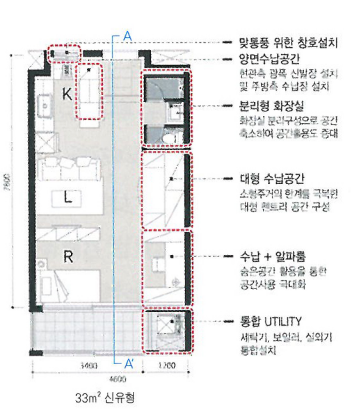 A
맞통풍 위한 창호설치
양면수납공간
현관측 광폭 신발장 설치
및 주방측 수납장 설치
K
분리형 화장실
화장실 분리구성으로 공간
축소하여 공간활용도 증대
7800
대형 수납공간
소형주거의 한계를 극복한
대형 팬트리 공간 구성
L
R
수납 + 알파룸
숨은공간 활용을 통한
공간사용 극대화
통합 UTILITY
세탁기, 보일러, 실외기
통합설치
A'
3400
1200
4600
33m² 신유형